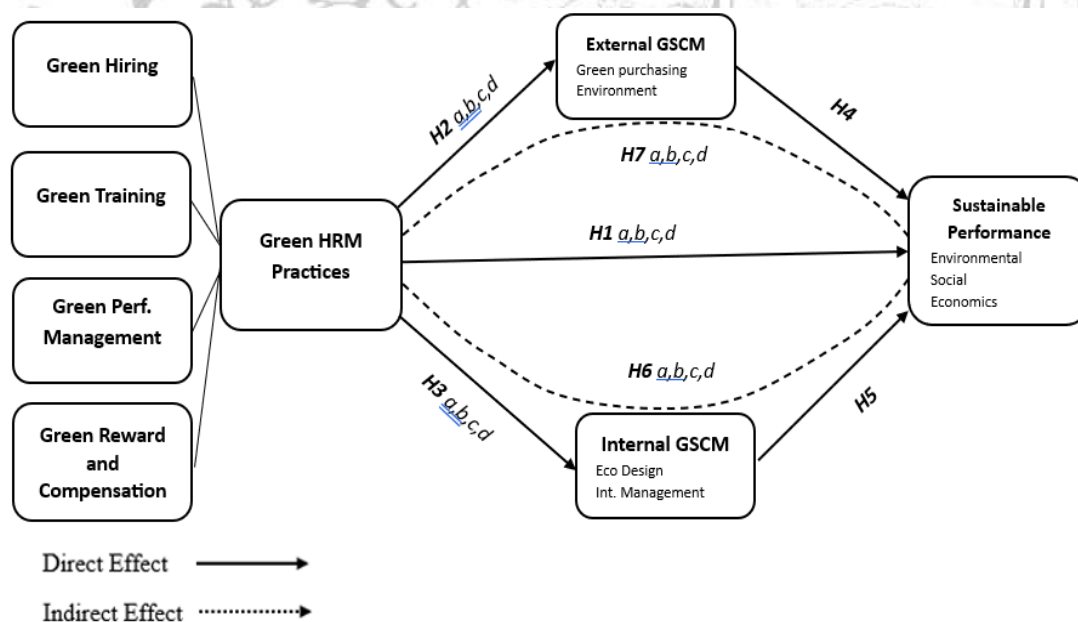 Green Hiring
Green Training
Green Perf.
Management
Green Reward
and
Compensation
Green HRM
Practices
External GSCM
Green purchasing
Environment
H2 a,b,c,d
H4
H7 a,b,c,d
H1 a,b,c,d
Sustainable
Performance
Environmental
Social
Economics
H6 a,b,c,d
H3 a,b,c,d
H5
Internal GSCM
Eco Design
Int. Management
Direct Effect
Indirect Effect